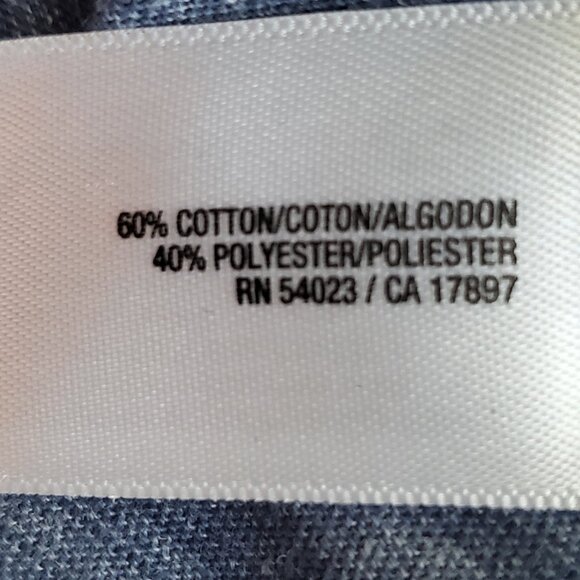 60% COTTON/COTON/ALGODON
40% POLYESTER/POLIESTER
RN 54023 / CA 17897